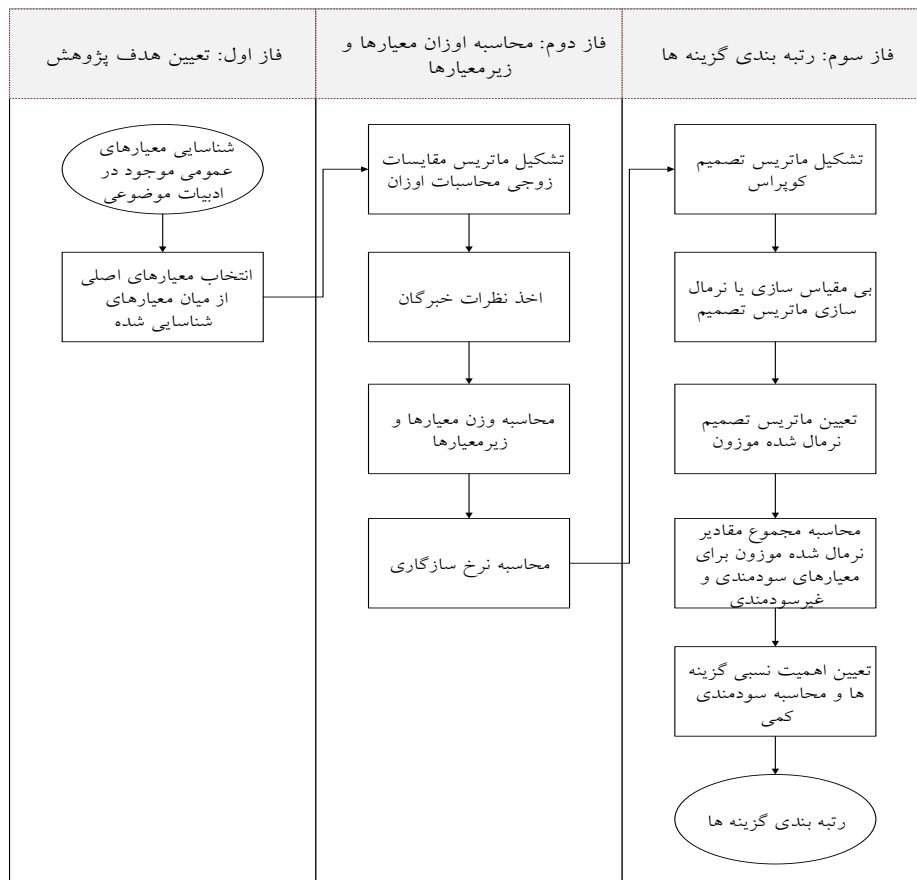 فاز اول: تعیین هدف پژوهش
فاز دوم: محاسبه اوزان معیارها و
زیرمعیارها
فاز سوم: رتبه بندی گزینه ها
شناسایی معیارهای
عمومی موجود در
ادبیات موضوعی
انتخاب معیارهای اصلی
از میان معیارهای
شناسایی شده
تشکیل ماتریس مقایسات
زوجی محاسبات اوزان
اخذ نظرات خبرگان
محاسبه وزن معیارها و
زیرمعیارها
محاسبه نرخ سازگاری
تشکیل ماتریس تصمیم
کوپراس
بی مقیاس سازی یا نرمال
سازی ماتریس تصمیم
تعیین ماتریس تصمیم
نرمال شده موزون
محاسبه مجموع مقادیر
نرمال شده موزون برای
معیارهای سودمندی و
غیرسودمندی
تعیین اهمیت نسبی گزینه
ها و محاسبه سودمندی
کمی
رتبه بندی گزینه ها